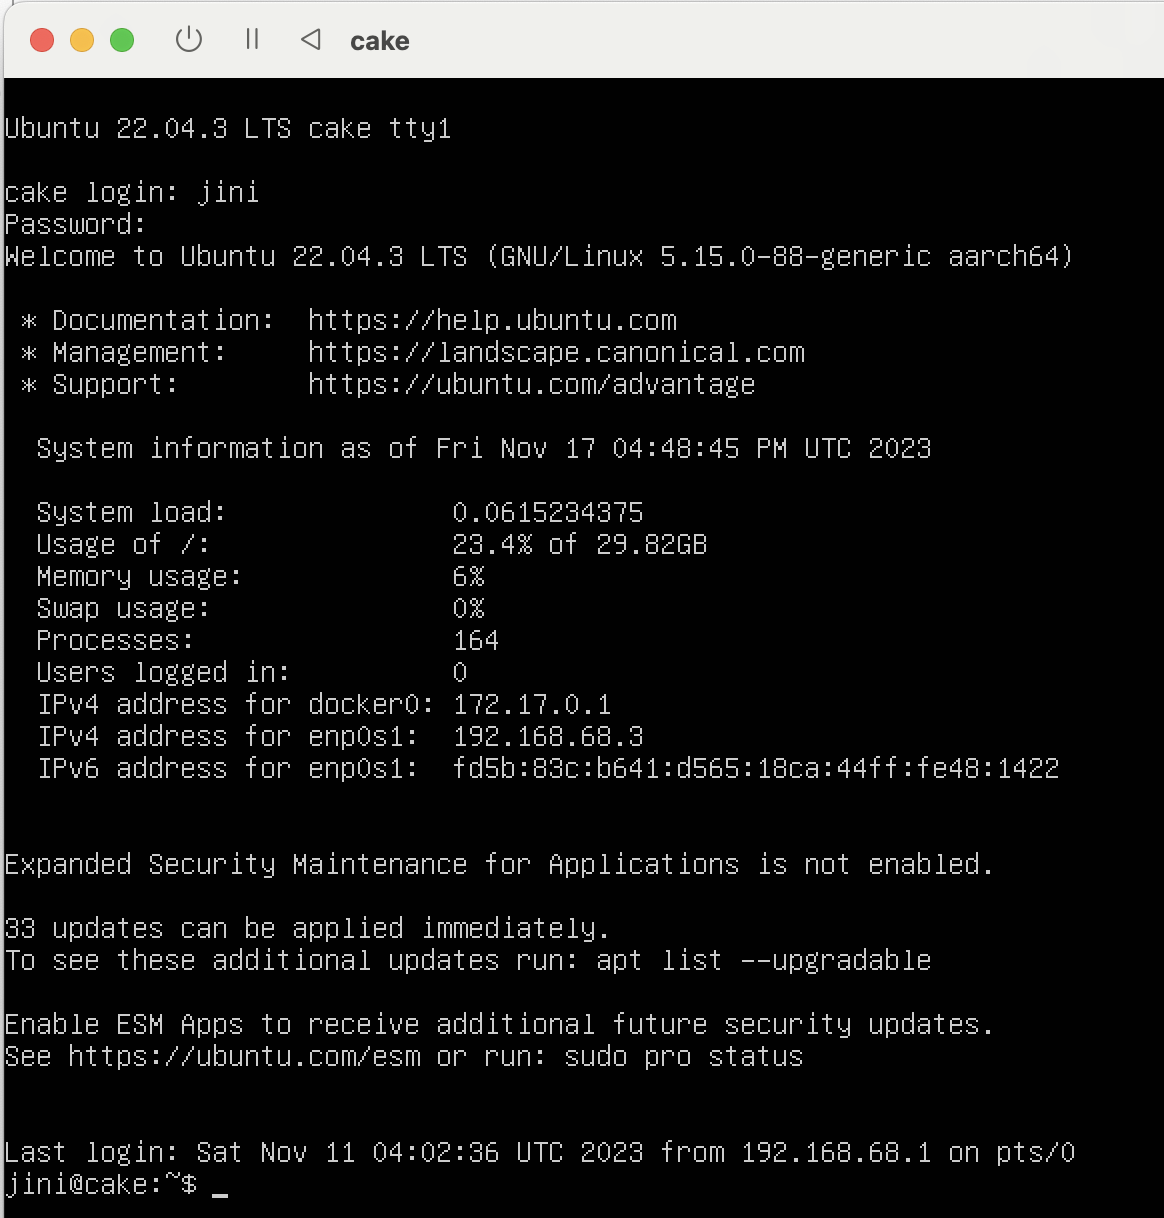 cake
Ubuntu 22.04.3 LTS cake tty1
cake login: jini
Password:
Welcome to Ubuntu 22.04.3 LTS (GNU/Linux 5.15.0-88-generic aarch64)
* Documentation:  https://help.ubuntu.com
* Management:     https://landscape.canonical.com
* Support:        https://ubuntu.com/advantage
System information as of Fri Nov 17 04:48:45 PM UTC 2023
System load:              0.0615234375
Usage of /:               23.4% of 29.82GB
Memory usage:             6%
Swap usage:               0%
Processes:                164
Users logged in:          0
IPv4 address for docker0: 172.17.0.1
IPv4 address for enp0s1:  192.168.68.3
IPv6 address for enp0s1:  fd5b:83c:b641:d565:18ca:44ff:fe48:1422
Expanded Security Maintenance for Applications is not enabled.
33 updates can be applied immediately.
To see these additional updates run: apt list --upgradable
Enable ESM Apps to receive additional future security updates.
See https://ubuntu.com/esm or run: sudo pro status
Last login: Sat Nov 11 04:02:36 UTC 2023 from 192.168.68.1 on pts/0
jini@cake:~$ _